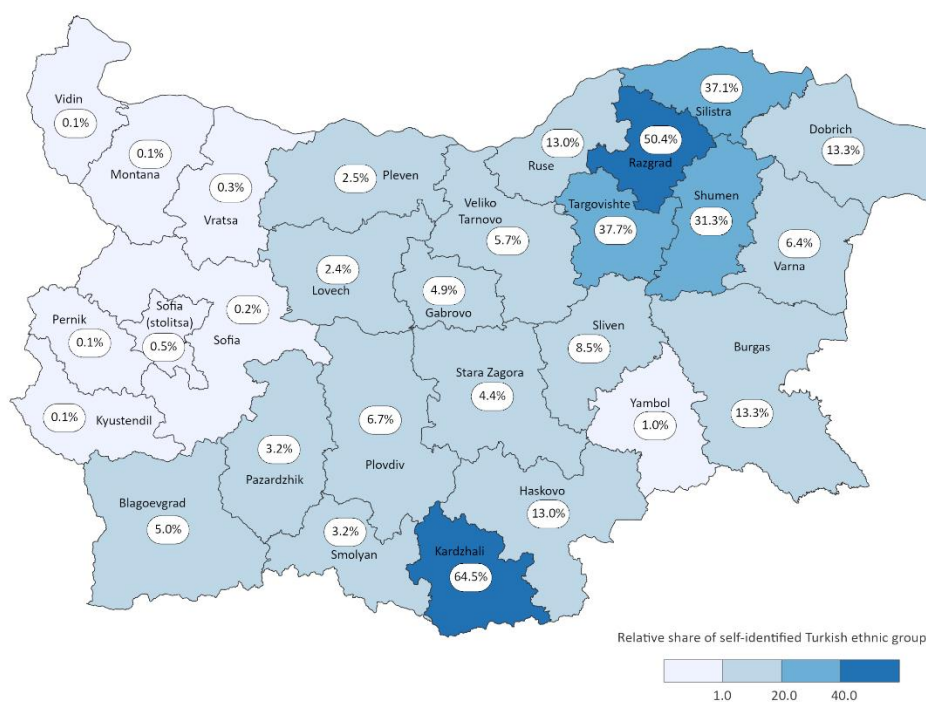 37.1%
Silistra
Vidin
0.1%
Dobrich
13.3%
13.0%
Ruse
50.4%
Razgrad
0.1%
Montana
2.5%
Pleven
0.3%
Vratsa
Veliko
Tarnovo
5.7%
Targovishte
37.7%
Shumen
31.3%
6.4%
Varna
2.4%
Lovech
4.9%
Gabrovo
Sofia
(stolitsa)
0.5%
0.2%
Sofia
Pernik
0.1%
Sliven
8.5%
Burgas
13.3%
Stara Zagora
4.4%
Yambol
1.0%
0.1%
Kyustendil
6.7%
Plovdiv
3.2%
Pazardzhik
Blagoevgrad
5.0%
Haskovo
13.0%
3.2%
Smolyan
Kardzhali
64.5%
Relative share of self-identified Turkish ethnic group
1.0 20.0 40.0